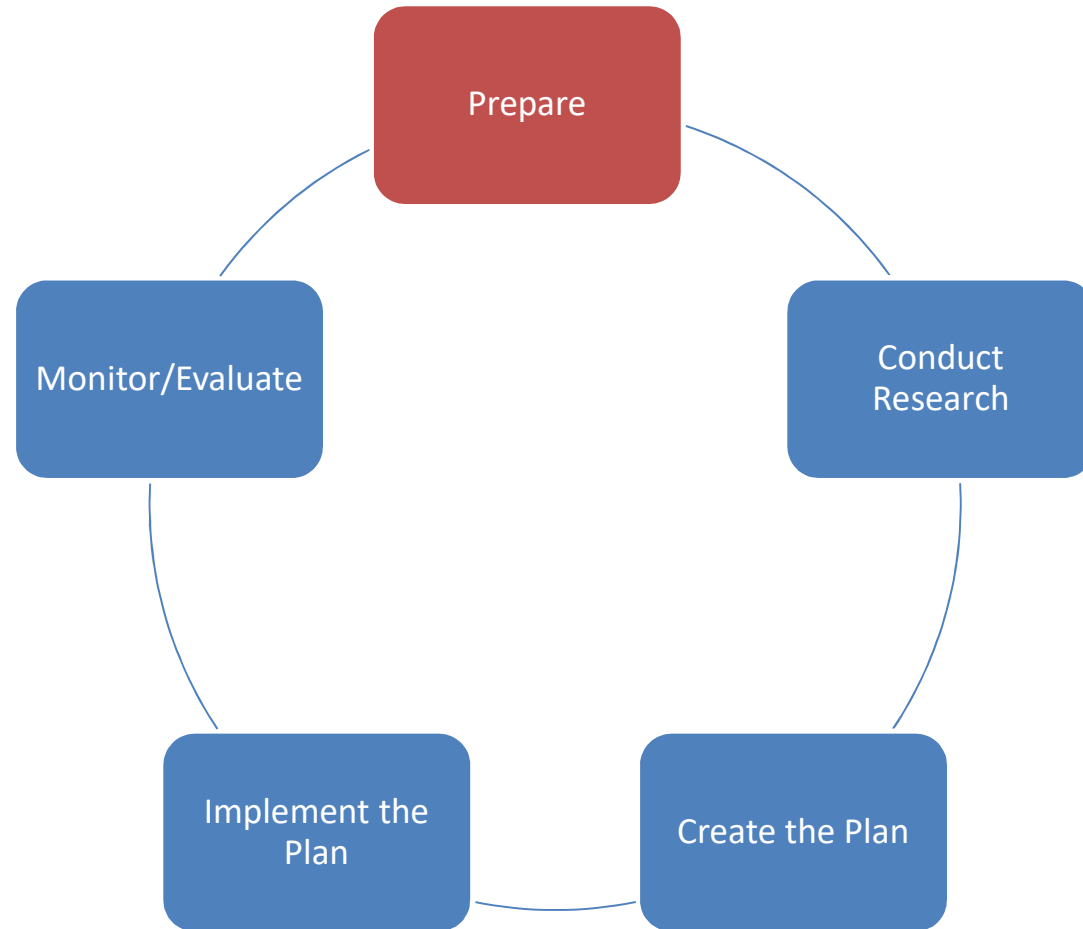 Prepare
Conduct
Research
Create the Plan
Implement the
Plan
Monitor/Evaluate